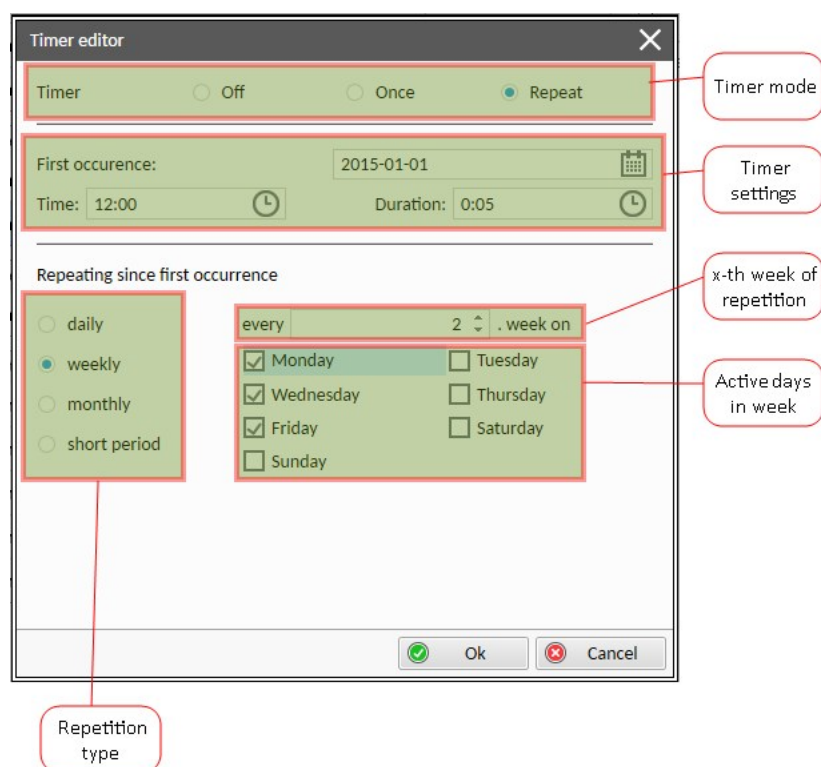 Timer editor
Timer Off Once Repeat
Timer mode
First occurence: 2015-01-01
Time: 12:00 Duration: 0:05
Timer
settings
Repeating since first occurrence
x-th week of
repetition
daily
weekly
monthly
short period
every 2 . week on
Monday Tuesday
Wednesday Thursday
Friday Saturday
Sunday
Active days
in week
Ok Cancel
Repetition
type